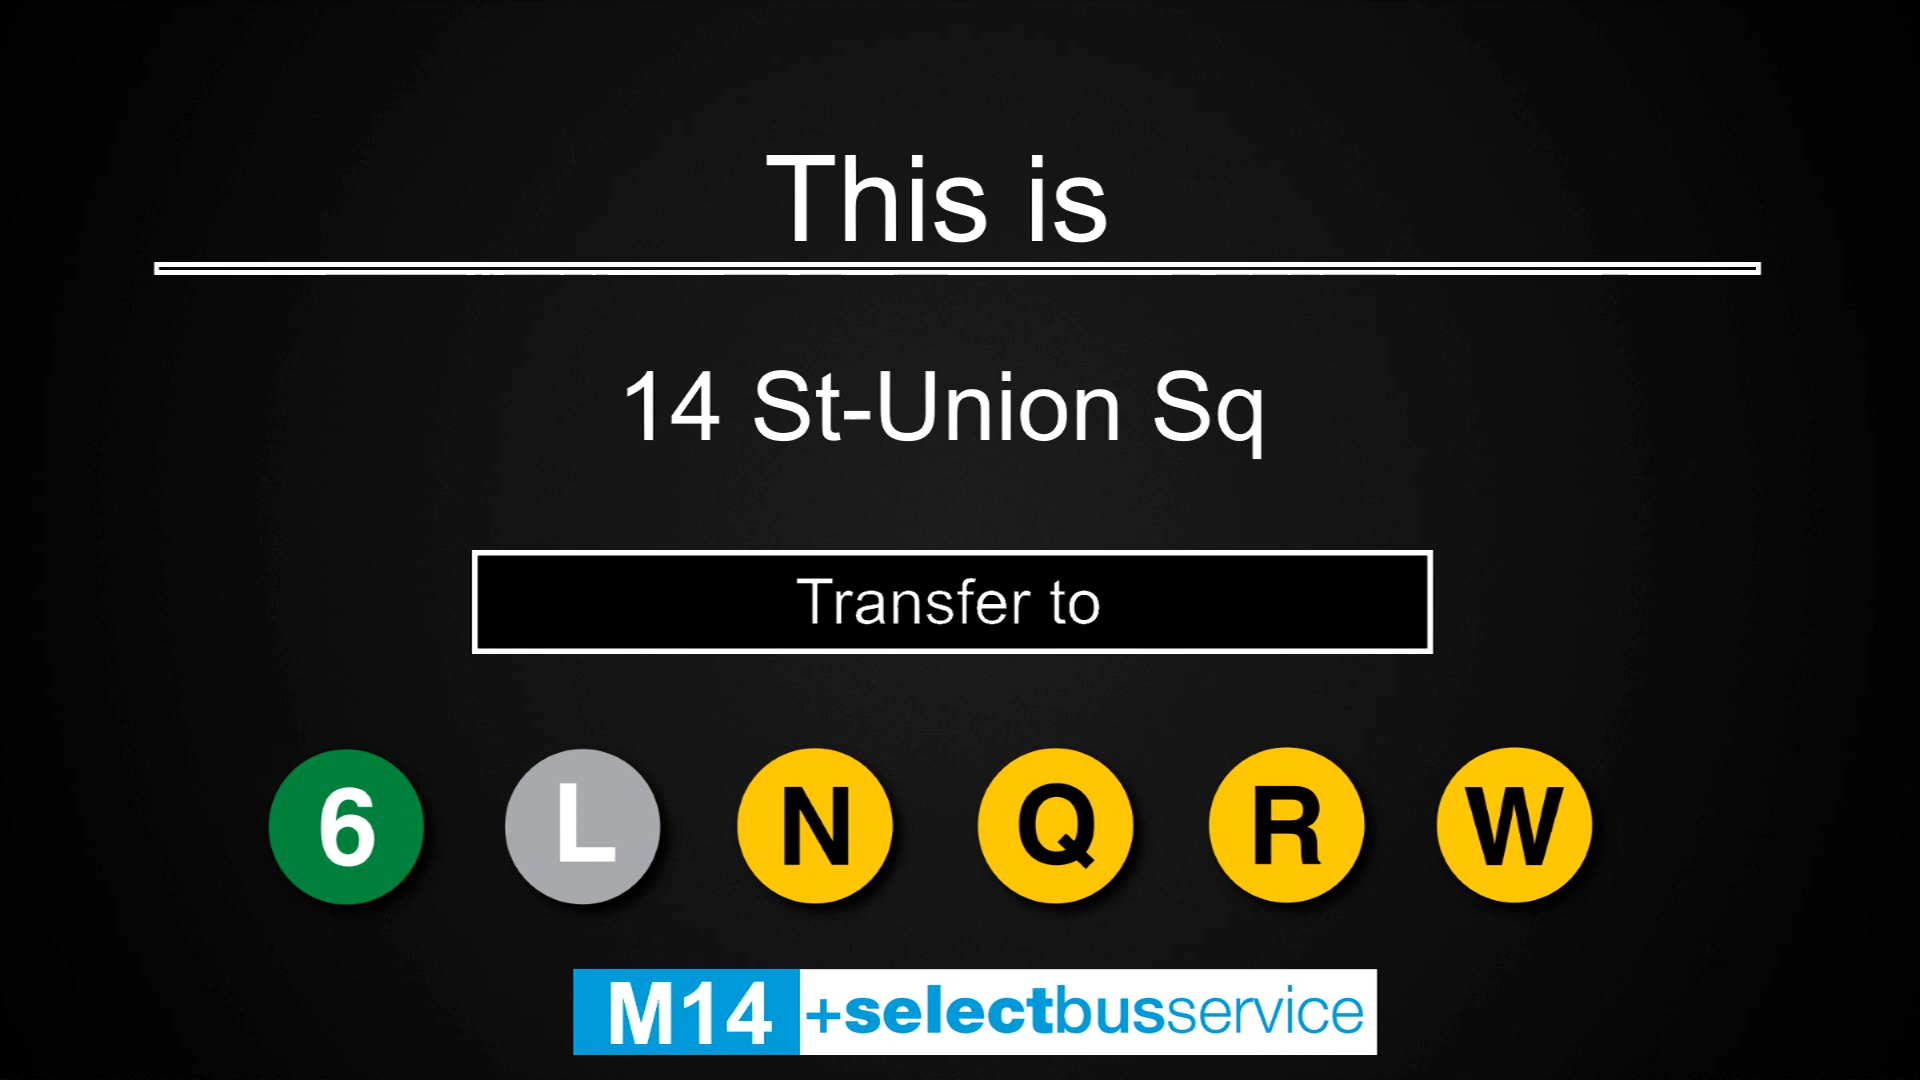 This is
14 St-Union Sq
Transfer to
6 L N Q R W
M14 +selectbusservice